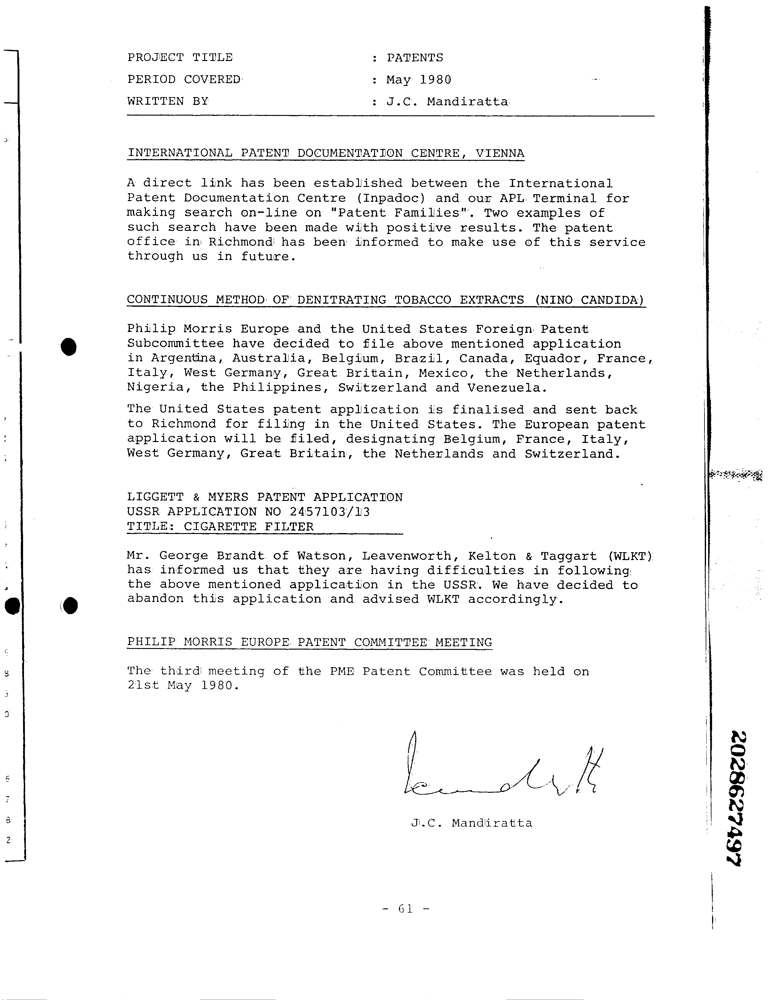 PROJECT TITLE : PATENTS
PERIOD COVERED : May 1980
WRITTEN BY : J.C. Mandiratta
INTERNATIONAL PATENT DOCUMENTATION CENTRE, VIENNA
A direct link has been established between the International
Patent Documentation Centre (Inpadoc) and our APL Terminal for
making search on-line on "Patent Families". Two examples of
such search have been made with positive results. The patent
office in Richmond has been informed to make use of this service
through us in future.
CONTINUOUS METHOD OF DENITRATING TOBACCO EXTRACTS (NINO CANDIDA)
Philip Morris Europe and the United States Foreign Patent
Subcommittee have decided to file above mentioned application
in Argentina, Australia, Belgium, Brazil, Canada, Equador, France,
Italy, West Germany, Great Britain, Mexico, the Netherlands,
Nigeria, the Philippines, Switzerland and Venezuela.
The United States patent application is finalised and sent back
to Richmond for filing in the United States. The European patent
application will be filed, designating Belgium, France, Italy,
West Germany, Great Britain, the Netherlands and Switzerland.
LIGGETT & MYERS PATENT APPLICATION
USSR APPLICATION NO 2457103/13
TITLE: CIGARETTE FILTER
Mr. George Brandt of Watson, Leavenworth, Kelton & Taggart (WLKT)
has informed us that they are having difficulties in following
the above mentioned application in the USSR. We have decided to
abandon this application and advised WLKT accordingly.
PHILIP MORRIS EUROPE PATENT COMMITTEE MEETING
The third meeting of the PME Patent Committee was held on
21st May 1980.
J.C. Mandiratta
- 61 -
2028627497